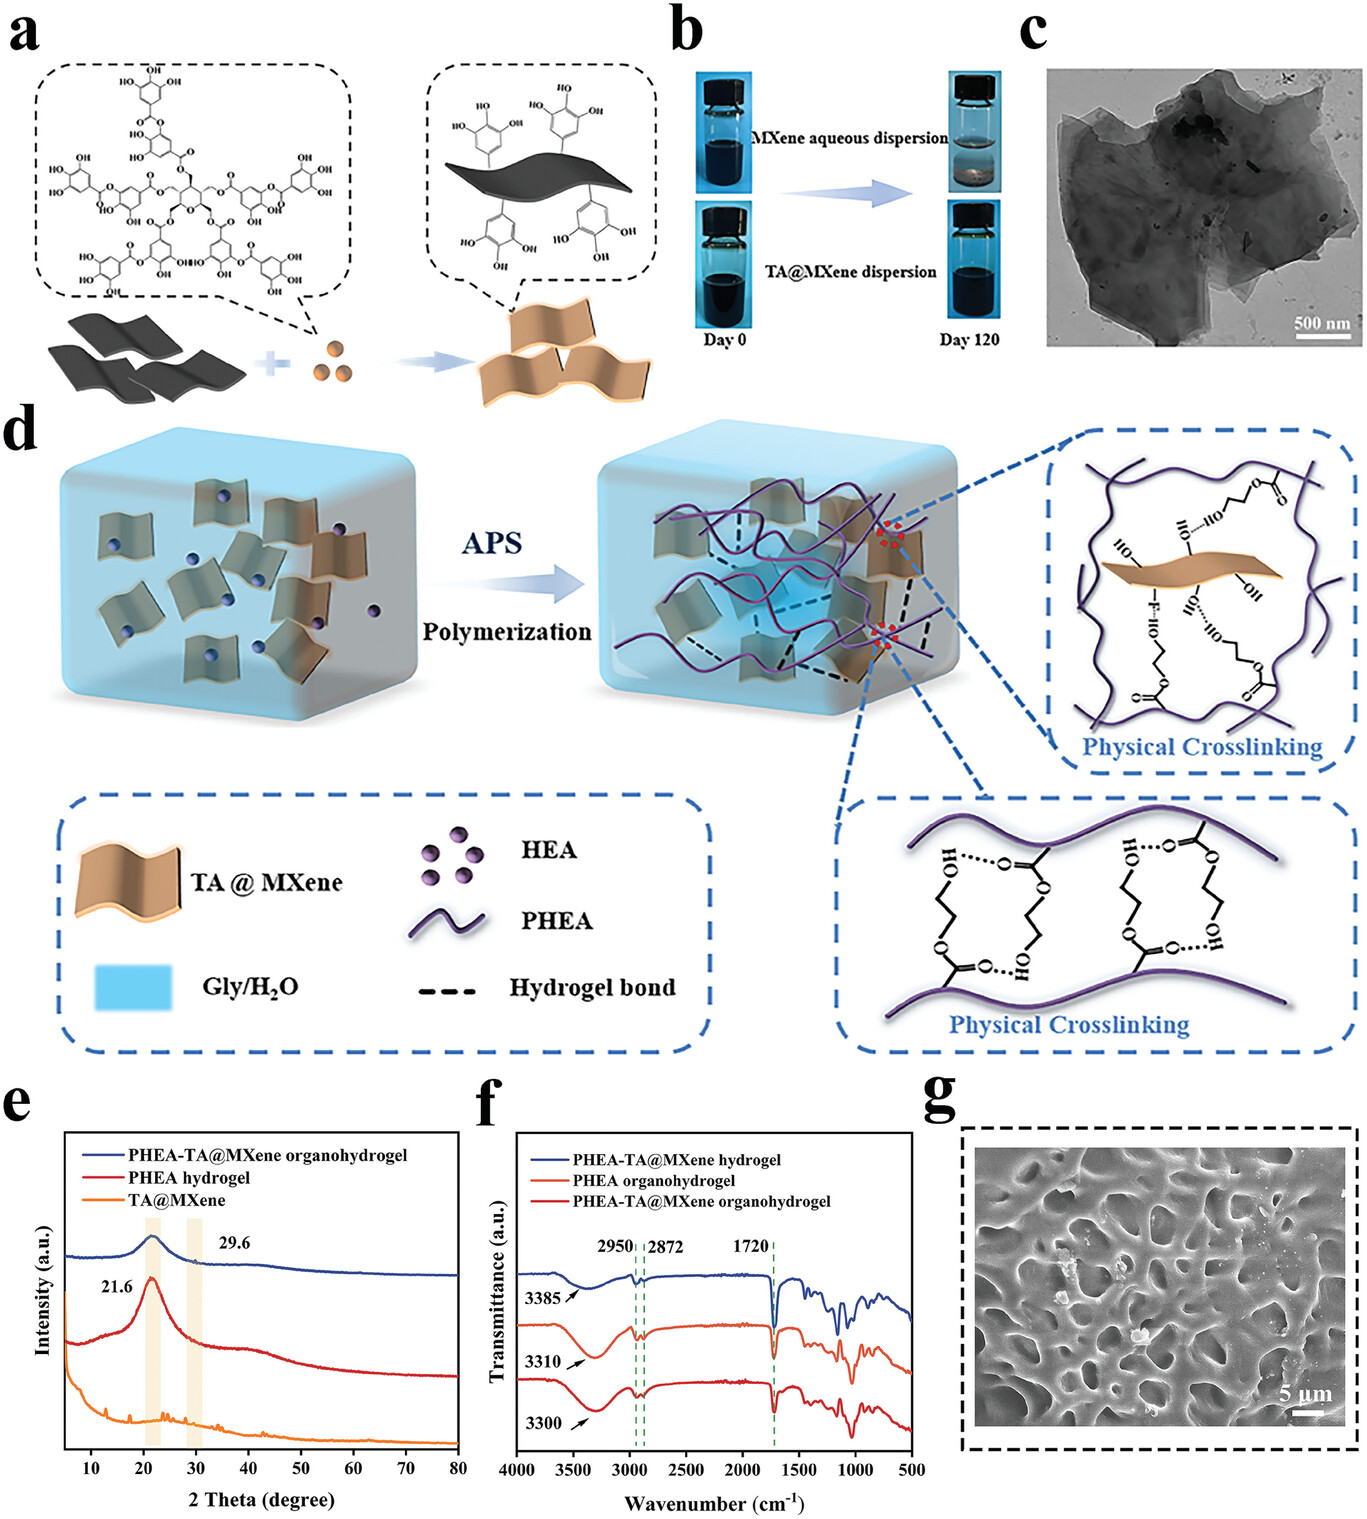 a
b
c
MXene aqueous dispersion
TA@MXene dispersion
Day 0
Day 120
500 nm
d
APS
Polymerization
Physical Crosslinking
TA @ MXene
HEA
PHEA
Gly/H₂O
Hydrogel bond
Physical Crosslinking
e
PHEA-TA@MXene organohydrogel
PHEA hydrogel
TA@MXene
29.6
21.6
Intensity (a.u.)
10 20 30 40 50 60 70 80
2 Theta (degree)
f
PHEA-TA@MXene hydrogel
PHEA organohydrogel
PHEA-TA@MXene organohydrogel
2950 2872 1720
3385
3310
3300
Transmittance (a.u.)
4000 3500 3000 2500 2000 1500 1000 500
Wavenumber (cm⁻¹)
g
5 μm